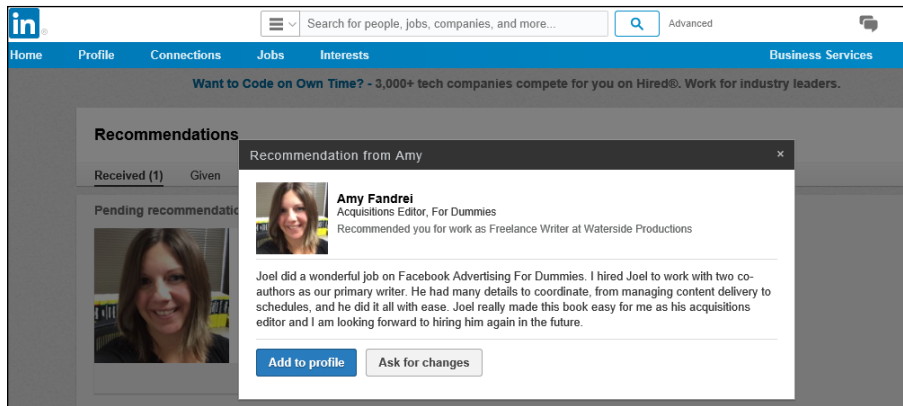 in
Search for people, jobs, companies, and more...
Advanced
Home Profile Connections Jobs Interests Business Services
Want to Code on Own Time? - 3,000+ tech companies compete for you on Hired®. Work for industry leaders.
Recommendations
Recommendation from Amy ×
Received (1) Given
Amy Fandrei
Acquisitions Editor, For Dummies
Recommended you for work as Freelance Writer at Waterside Productions
Pending
Joel did a wonderful job on Facebook Advertising For Dummies. I hired Joel to work with two co-
authors as our primary writer. He had many details to coordinate, from managing content delivery to
schedules, and he did it all with ease. Joel really made this book easy for me as his acquisitions
editor and I am looking forward to hiring him again in the future.
Add to profile Ask for changes